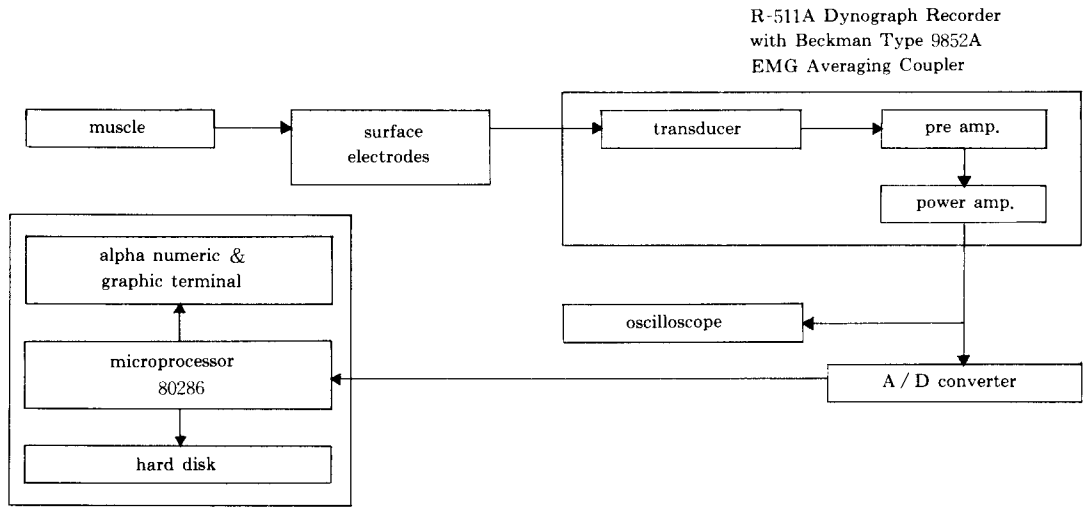 R-511A Dynograph Recorder
with Beckman Type 9852A
EMG Averaging Coupler
muscle
surface
electrodes
transducer
pre amp.
power amp.
alpha numeric &
graphic terminal
oscilloscope
microprocessor
80286
A / D converter
hard disk